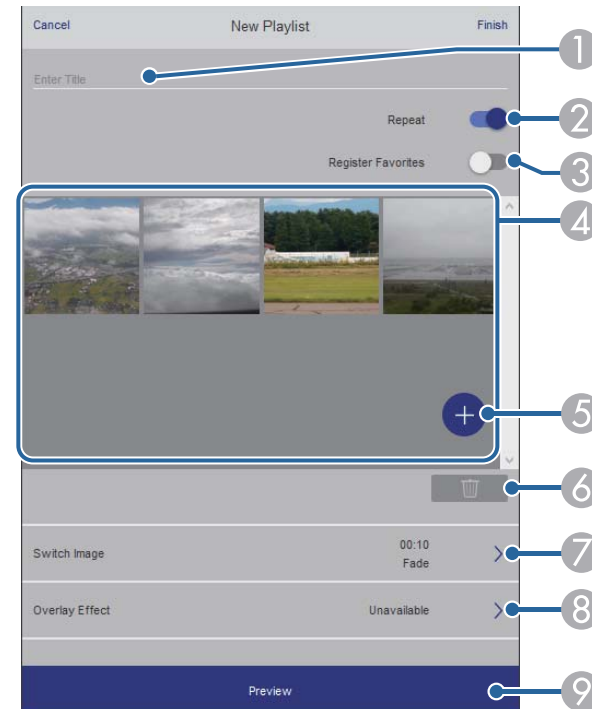 Cancel New Playlist Finish
1
Enter Title
Repeat 2
Register Favorites 3
4
5
6
Switch Image 00:10 Fade 7
Overlay Effect Unavailable 8
Preview 9